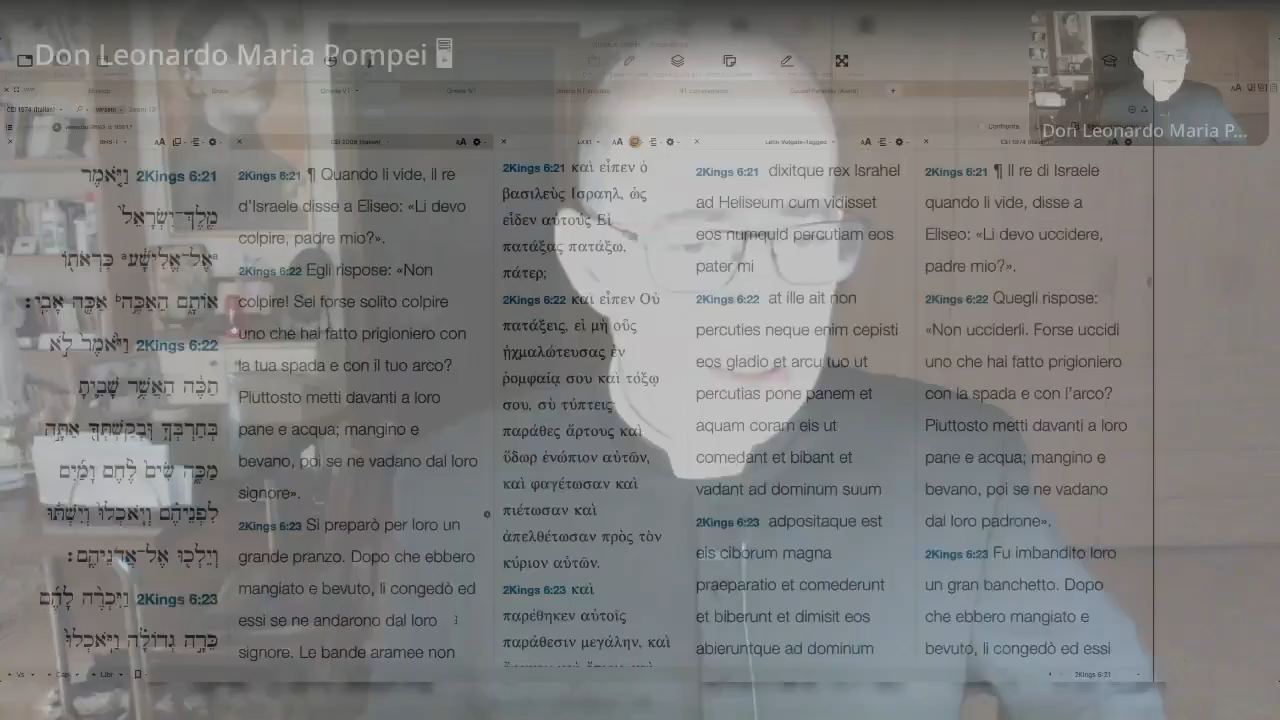 Don Leonardo Maria Pompei
Don Leonardo Maria P...
CEI 1974 (Italian)
2Kings 6:21 וַיֹּאמֶר
מֶֽלֶךְ־יִשְׂרָאֵל
אֶל־אֱלִישָׁע כִּרְאֹתוֹ
אוֹתָם הַאַכֶּה אַכֶּה אָבִי׃
2Kings 6:22 וַיֹּאמֶר לֹא
תַכֶּה הַאֲשֶׁר שָׁבִיתָ
בְּחַרְבְּךָ וּבְקַשְׁתְּךָ אַתָּה
מַכֶּה שִׂים לֶחֶם וָמַיִם
לִפְנֵיהֶם וְיֹאכְלוּ וְיִשְׁתּוּ
וְיֵלְכוּ אֶל־אֲדֹנֵיהֶם׃
2Kings 6:23 וַיִּכְרֶה לָהֶם
כֵּרָה גְדוֹלָה וַיֹּאכְלוּ
2Kings 6:21 ¶ Quando li vide, il re
d'Israele disse a Eliseo: «Li devo
colpire, padre mio?».
2Kings 6:22 Egli rispose: «Non
colpire! Sei forse solito colpire
uno che hai fatto prigioniero con
la tua spada e con il tuo arco?
Piuttosto metti davanti a loro
pane e acqua; mangino e
bevano, poi se ne vadano dal loro
signore».
2Kings 6:23 Si preparò per loro un
grande pranzo. Dopo che ebbero
mangiato e bevuto, li congedò ed
essi se ne andarono dal loro
signore. Le bande aramee non
2Kings 6:21 καὶ εἶπεν ὁ
βασιλεὺς Ισραηλ, ὡς
εἶδεν αὐτούς Εἰ
πατάξας πατάξω,
πάτερ;
2Kings 6:22 καὶ εἶπεν Οὐ
πατάξεις, εἰ μὴ οὓς
ᾐχμαλώτευσας ἐν
ῥομφαίᾳ σου καὶ τόξῳ
σου, σὺ τύπτεις·
παράθες ἄρτους καὶ
ὕδωρ ἐνώπιον αὐτῶν,
καὶ φαγέτωσαν καὶ
πιέτωσαν καὶ
ἀπελθέτωσαν πρὸς τὸν
κύριον αὐτῶν.
2Kings 6:23 καὶ
παρέθηκεν αὐτοῖς
παράθεσιν μεγάλην, καὶ
2Kings 6:21 dixitque rex Israhel
ad Heliseum cum vidisset
eos numquid percutiam eos
pater mi
2Kings 6:22 at ille ait non
percuties neque enim cepisti
eos gladio et arcu tuo ut
percutias pone panem et
aquam coram eis ut
comedant et bibant et
vadant ad dominum suum
2Kings 6:23 adpositaque est
eis ciborum magna
praeparatio et comederunt
et biberunt et dimisit eos
abieruntque ad dominum
2Kings 6:21 ¶ Il re di Israele
quando li vide, disse a
Eliseo: «Li devo uccidere,
padre mio?».
2Kings 6:22 Quegli rispose:
«Non ucciderli. Forse uccidi
uno che hai fatto prigioniero
con la spada e con l'arco?
Piuttosto metti davanti a loro
pane e acqua; mangino e
bevano, poi se ne vadano
dal loro padrone».
2Kings 6:23 Fu imbandito loro
un gran banchetto. Dopo
che ebbero mangiato e
bevuto, li congedò ed essi
2Kings 6:21